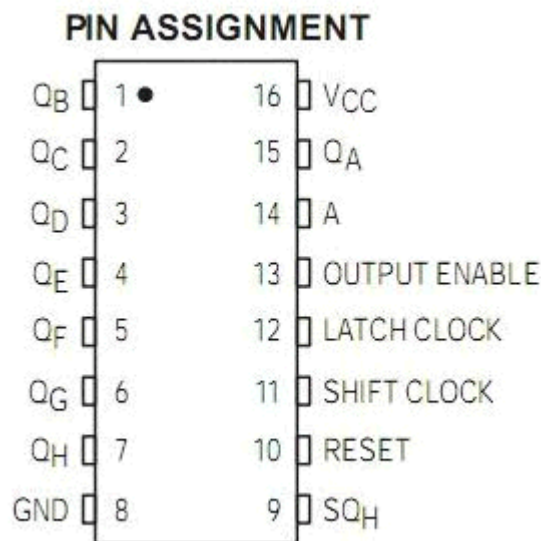 PIN ASSIGNMENT
QB 1 16 VCC
QC 2 15 QA
QD 3 14 A
QE 4 13 OUTPUT ENABLE
QF 5 12 LATCH CLOCK
QG 6 11 SHIFT CLOCK
QH 7 10 RESET
GND 8 9 SQH